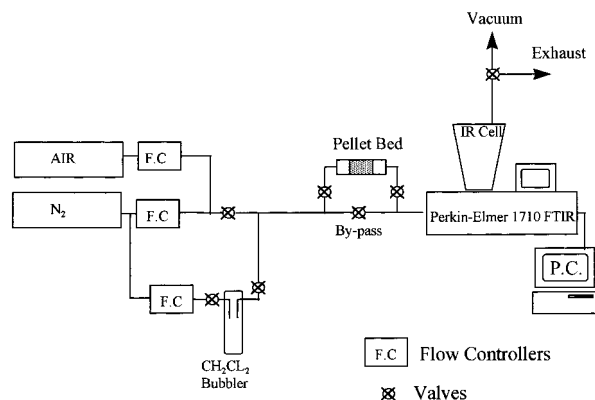 Vacuum
Exhaust
IR Cell
Pellet Bed
AIR
F.C
N₂
F.C
By-pass
Perkin-Elmer 1710 FTIR
P.C.
F.C
CH₂CL₂
Bubbler
F.C Flow Controllers
Valves